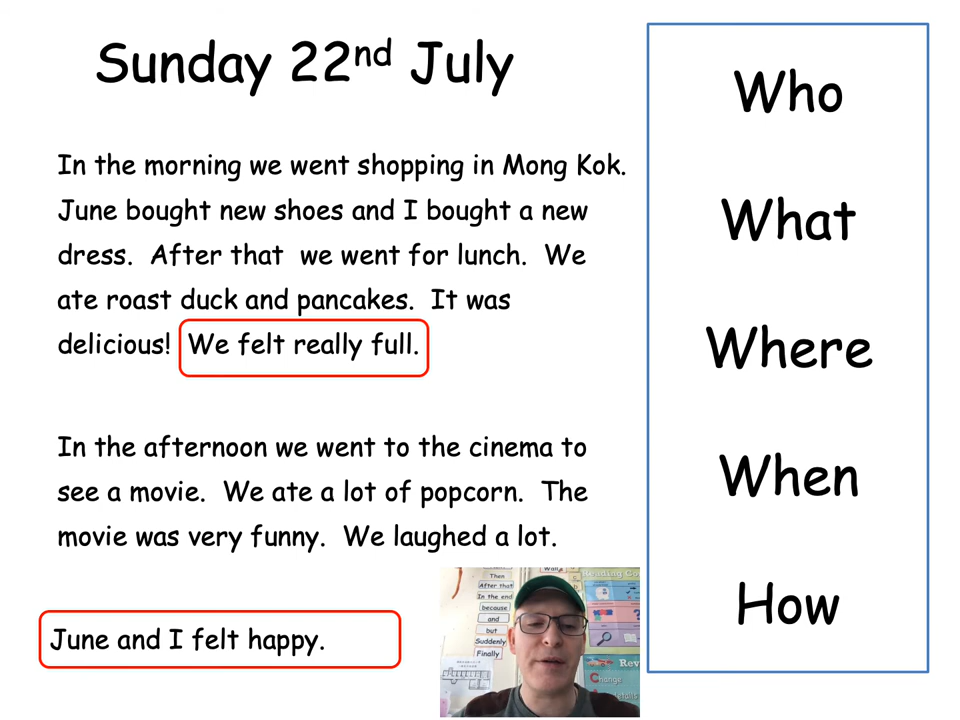 Sunday 22nd July
In the morning we went shopping in Mong Kok.
June bought new shoes and I bought a new
dress. After that we went for lunch. We
ate roast duck and pancakes. It was
delicious! We felt really full.
In the afternoon we went to the cinema to
see a movie. We ate a lot of popcorn. The
movie was very funny. We laughed a lot.
June and I felt happy.
Who
What
Where
When
How
Then
After that
In the end
because
and
but
Suddenly
Finally
Reading
Change